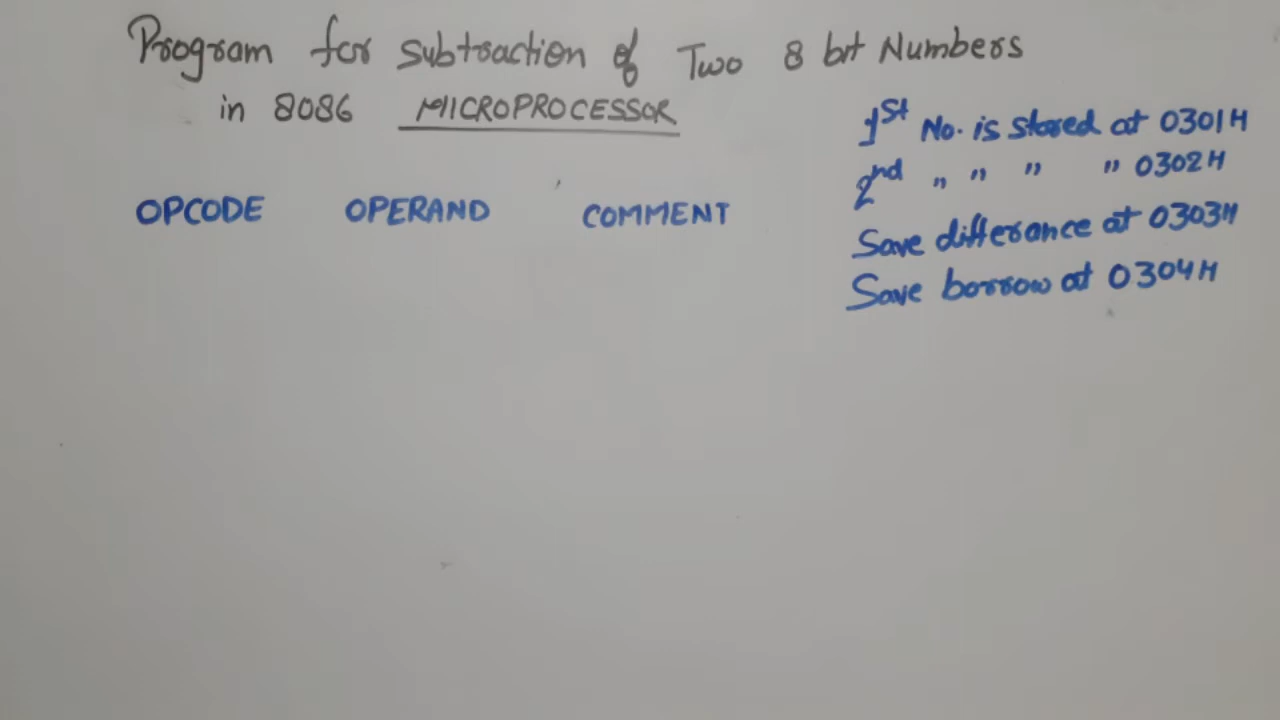 Program for Subtraction of Two 8 bit Numbers
in 8086 MICROPROCESSOR
1st No. is stored at 0301H
2nd " " " " 0302H
Save differance at 0303H
Save borrow at 0304H
OPCODE OPERAND COMMENT